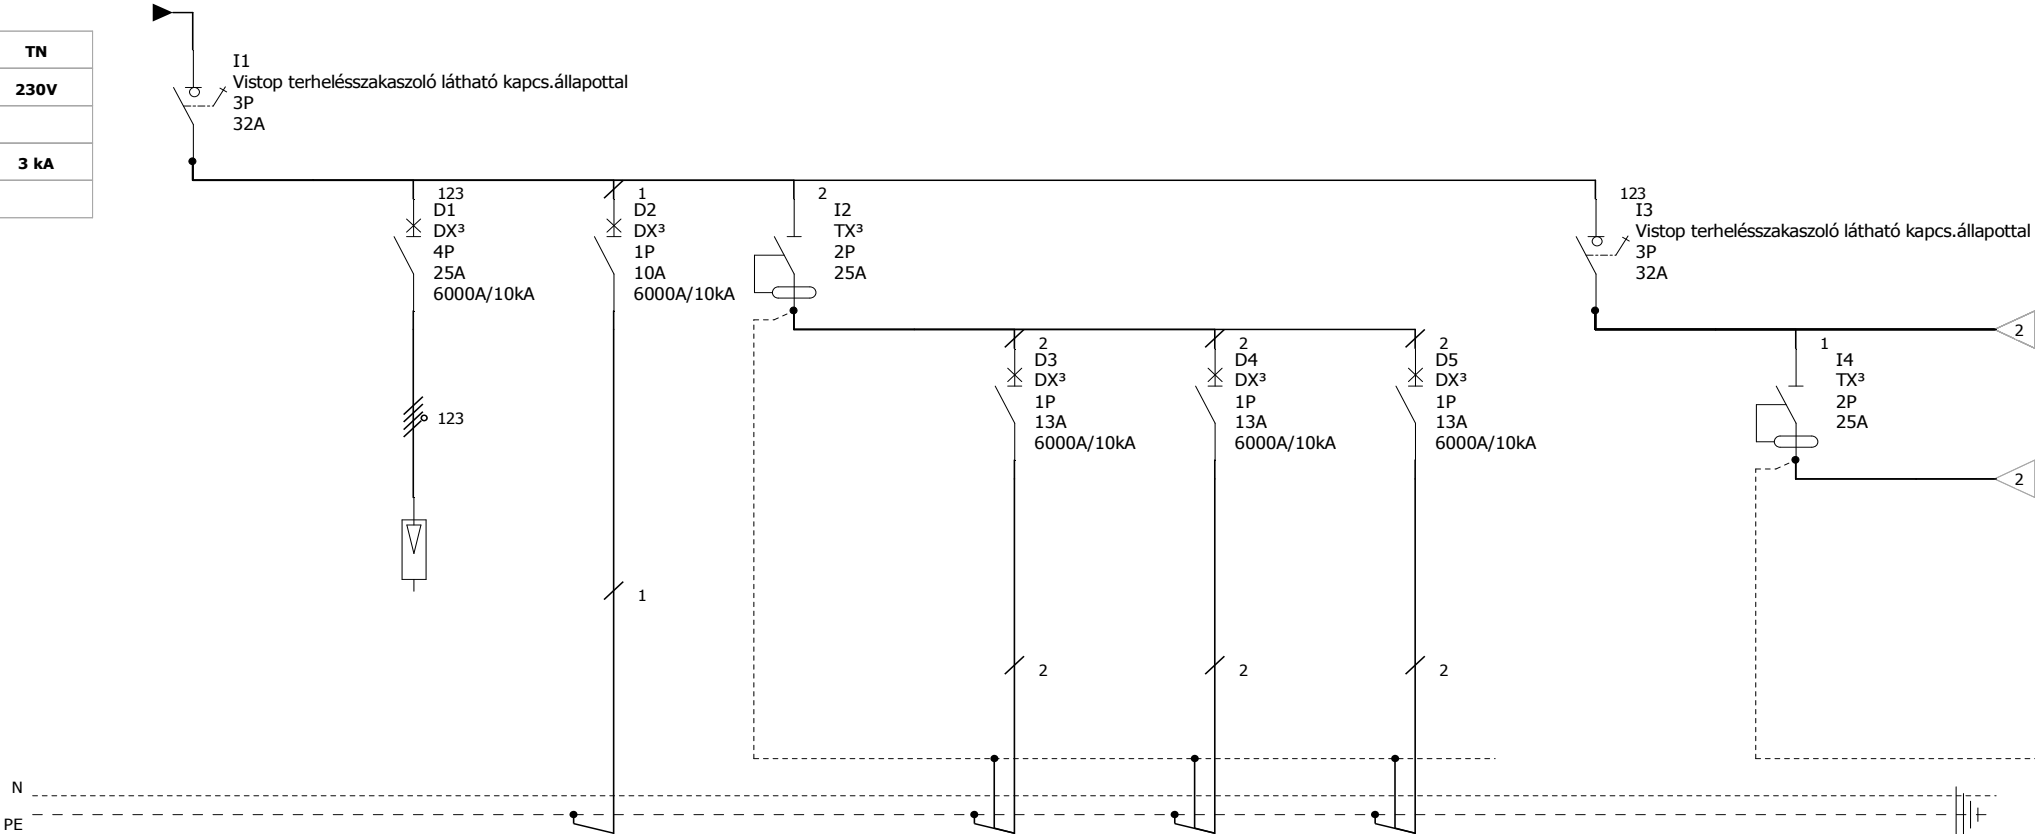 TN
230V
3 kA
I1
Vistop terhelésszakaszoló látható kapcs.állapottal
3P
32A
123
D1
DX³
4P
25A
6000A/10kA
123
1
D2
DX³
1P
10A
6000A/10kA
1
2
I2
TX³
2P
25A
2
D3
DX³
1P
13A
6000A/10kA
2
2
D4
DX³
1P
13A
6000A/10kA
2
2
D5
DX³
1P
13A
6000A/10kA
2
123
I3
Vistop terhelésszakaszoló látható kapcs.állapottal
3P
32A
2
1
I4
TX³
2P
25A
2
N
PE